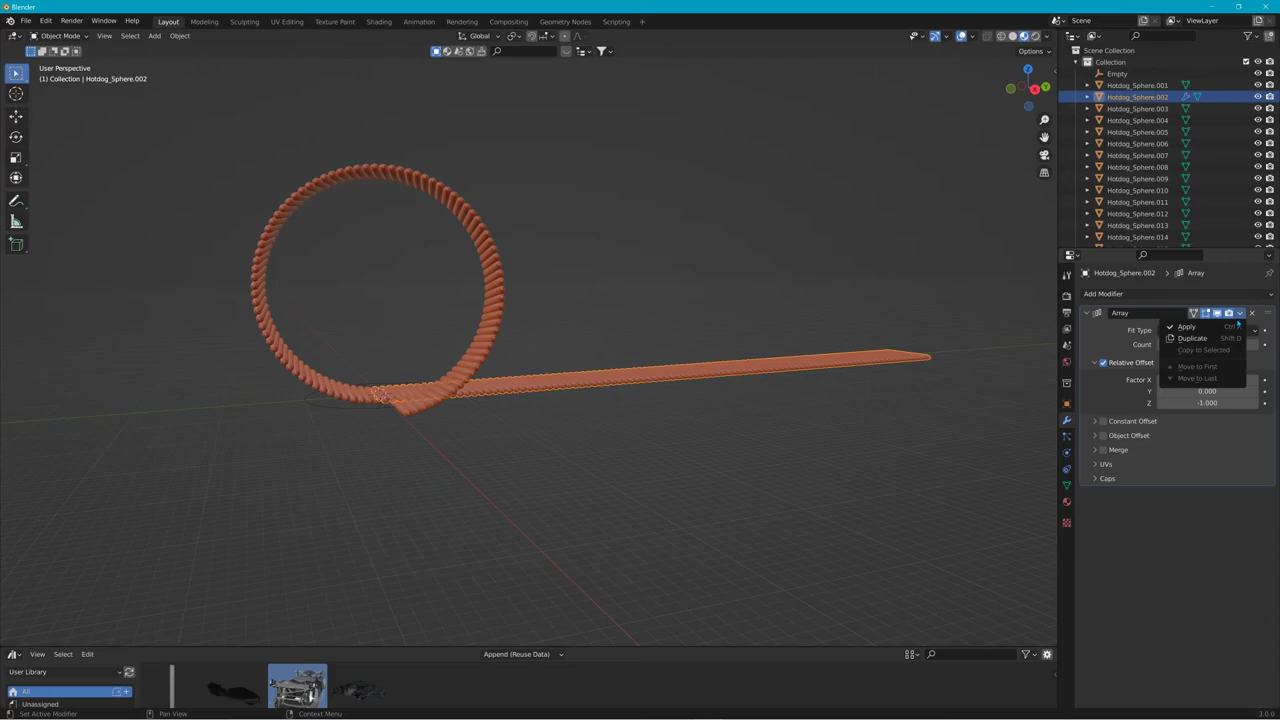 Blender
File Edit Render Window Help Layout Modeling Sculpting UV Editing Texture Paint Shading Animation Rendering Compositing Geometry Nodes Scripting + Scene ViewLayer
Object Mode View Select Add Object Global
Options
User Perspective
(1) Collection | Hotdog_Sphere.002
Z
X
Y
Scene Collection
Collection
Empty
Hotdog_Sphere.001
Hotdog_Sphere.002
Hotdog_Sphere.003
Hotdog_Sphere.004
Hotdog_Sphere.005
Hotdog_Sphere.006
Hotdog_Sphere.007
Hotdog_Sphere.008
Hotdog_Sphere.009
Hotdog_Sphere.010
Hotdog_Sphere.011
Hotdog_Sphere.012
Hotdog_Sphere.013
Hotdog_Sphere.014
Hotdog_Sphere.002 > Array
Add Modifier
Array
Fit Type
Count
Apply
Duplicate Shift D
Copy to Selected
Move to First
Move to Last
Relative Offset
Factor X
Y 0.000
Z -1.000
Constant Offset
Object Offset
Merge
UVs
Caps
View Select Edit Append (Reuse Data)
User Library
All
Unassigned
Set Active Modifier Pan View Context Menu 3.0.0